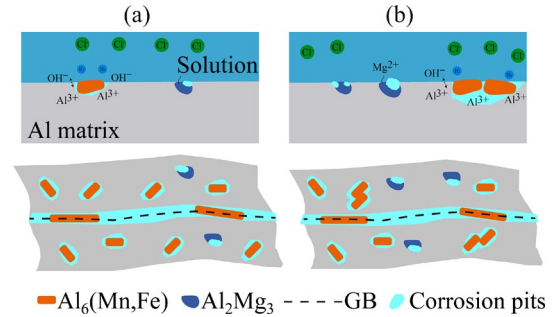 (a) (b)
Cl⁻ Cl⁻ Cl⁻ Cl⁻ Cl⁻ Cl⁻ Cl⁻ Cl⁻
OH⁻ OH⁻ Solution Mg²⁺ OH⁻
Al³⁺ Al³⁺ Al³⁺ Al³⁺ Al³⁺
Al matrix
Al₆(Mn,Fe) Al₂Mg₃ GB Corrosion pits